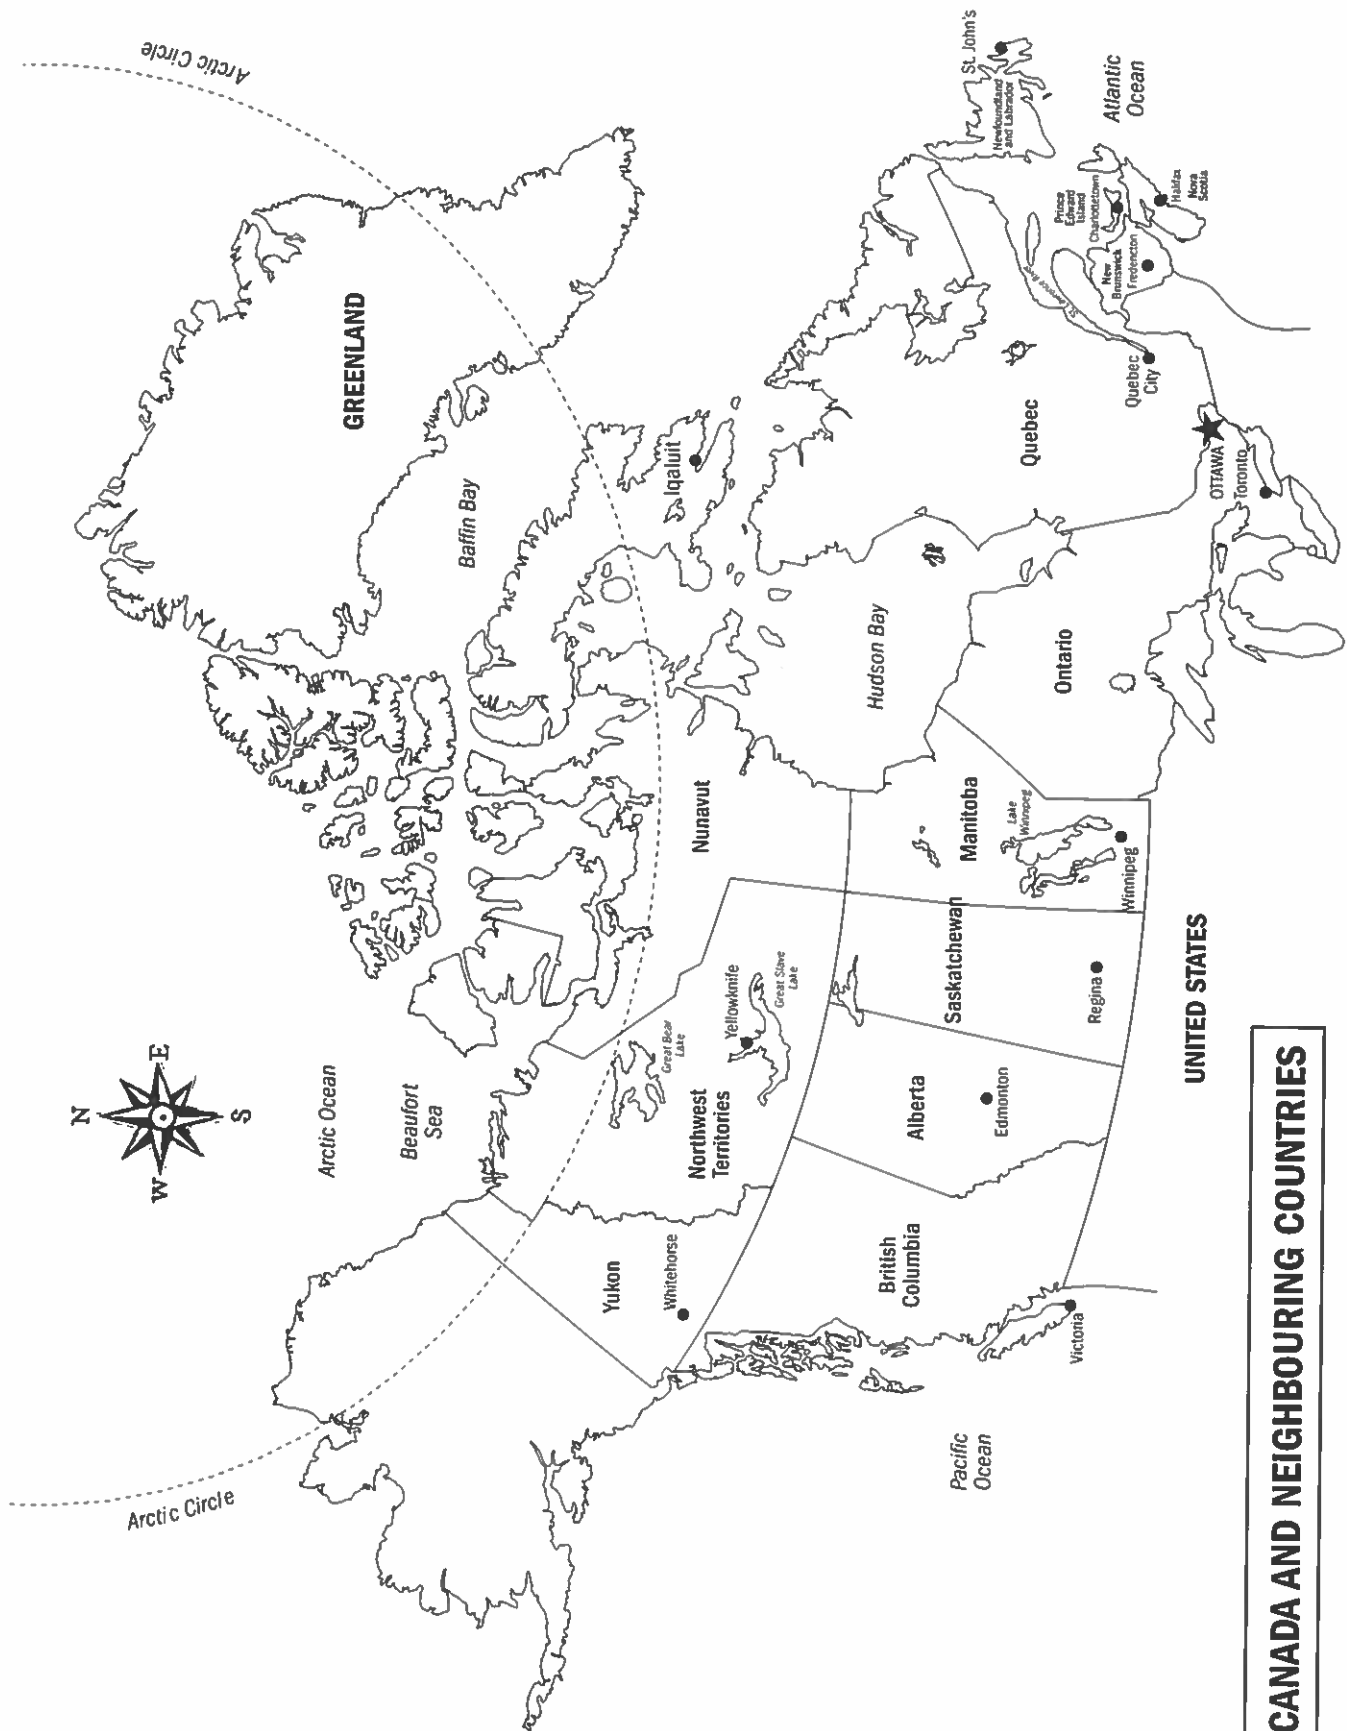 Arctic Circle
Arctic Circle
N
W
E
S
GREENLAND
Arctic Ocean
Beaufort
Sea
Baffin Bay
Iqaluit
Yukon
Whitehorse
Great Bear
Lake
Northwest
Territories
Yellowknife
Great Slave
Lake
Nunavut
Hudson Bay
St. John's
Newfoundland
and Labrador
Atlantic
Ocean
Pacific
Ocean
British
Columbia
Victoria
Alberta
Edmonton
Saskatchewan
Regina
Manitoba
Lake
Winnipeg
Winnipeg
Ontario
Quebec
Quebec
City
St. Lawrence River
Prince
Edward
Island
Charlottetown
New
Brunswick
Fredericton
Halifax
Nova
Scotia
OTTAWA
Toronto
UNITED STATES
CANADA AND NEIGHBOURING COUNTRIES